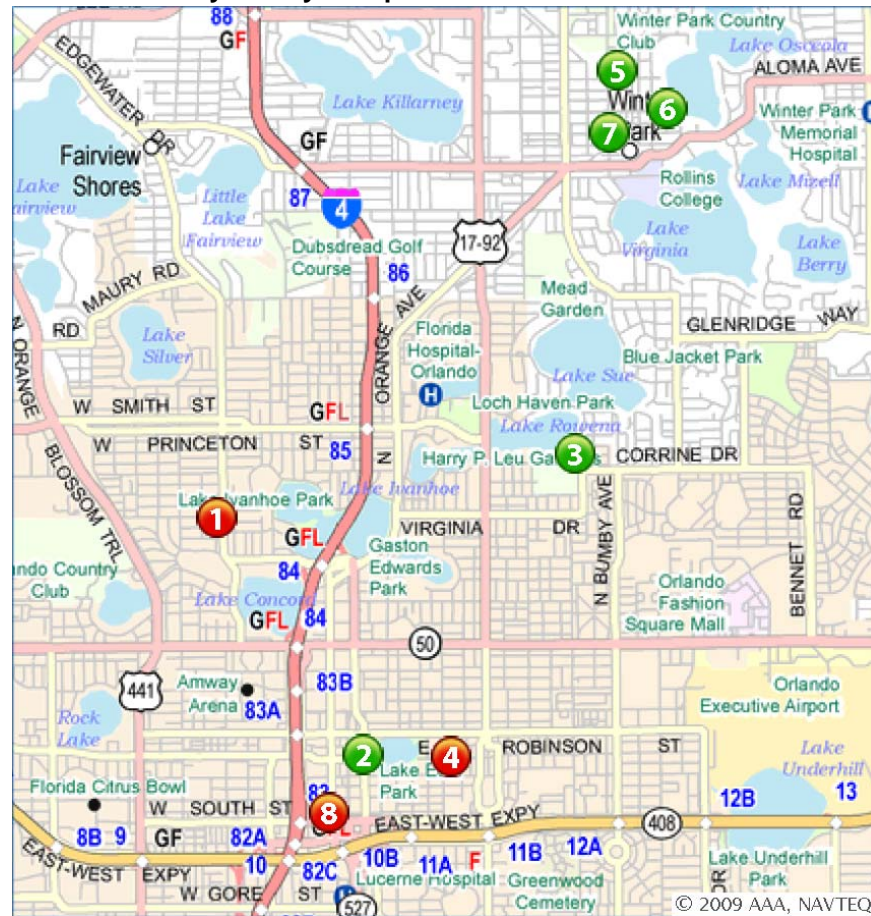 88
GF
Winter Park Country
Club
Lake Osceola
ALOMA AVE
EDGEWATER DR
Lake Killarney
5
6
7
Winter Park
Memorial
Hospital
Fairview
Shores
GF
Lake
Little
Lake
Fairview
87
4
17-92
Rollins
College
Lake Mizell
Lake
Virginia
Lake
Berry
Dubsdread Golf
Course
86
MAURY RD
RD
Mead
Garden
GLENRIDGE WAY
N ORANGE
BLOSSOM TRL
Lake
Silver
N ORANGE AVE
Florida
Hospital-
Orlando
H
Blue Jacket Park
Lake Sue
W SMITH ST
GFL
Loch Haven Park
Lake Rowena
W PRINCETON ST
85
Harry P. Leu
3
CORRINE DR
Lake Ivanhoe
Park
1
VIRGINIA DR
N BUMBY AVE
BENNET RD
GFL
Gaston
Edwards
Park
84
Country
Club
Lake Concord
GFL
84
Orlando
Fashion
Square Mall
50
441
Amway
Arena
83A
83B
Orlando
Executive Airport
Rock
Lake
2
E
4
ROBINSON ST
Lake
Park
Lake
Underhill
Florida Citrus Bowl
W SOUTH ST
8
EAST-WEST EXPY
408
12B
13
8B
9
GF
82A
10
82C
10B
11A
F
11B
12A
EAST-WEST EXPY
Lucerne Hospital
Greenwood
Cemetery
Lake Underhill
Park
DR
W GORE ST
527
© 2009 AAA, NAVTEQ